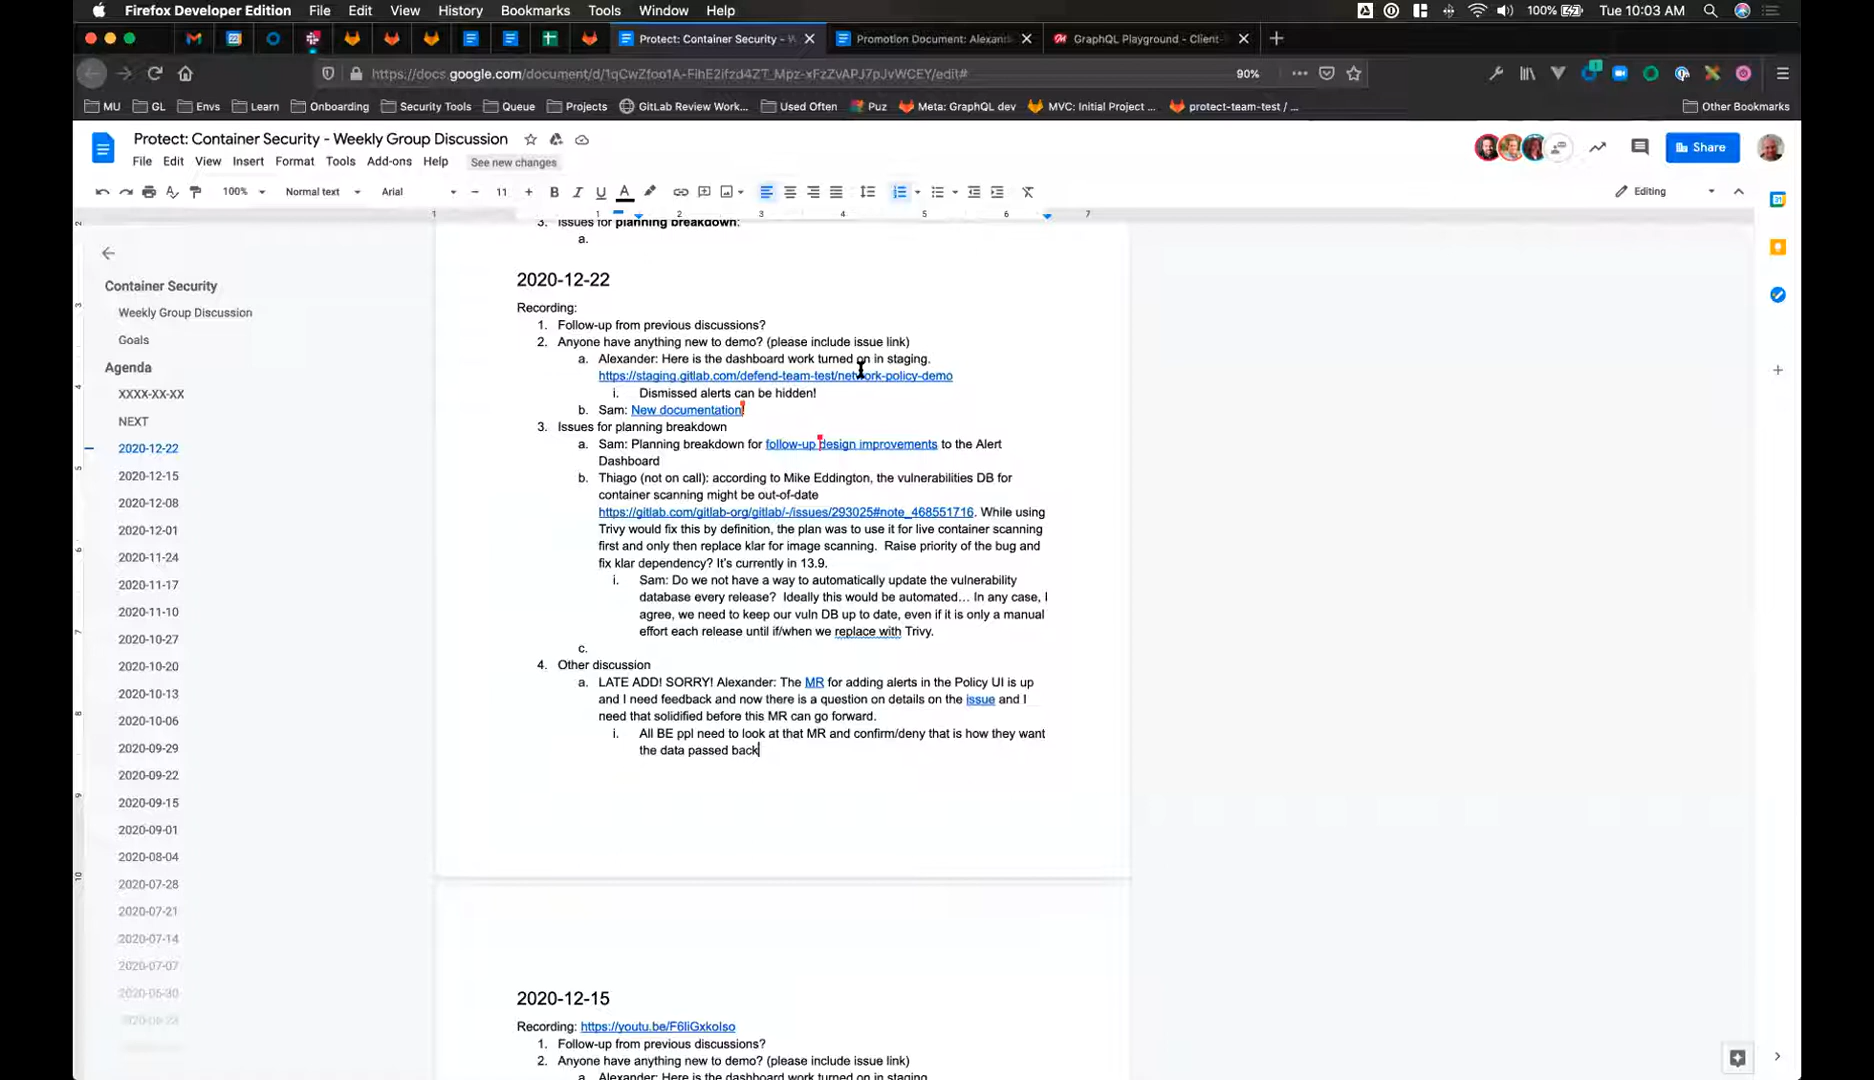 Firefox Developer Edition File Edit View History Bookmarks Tools Window Help 100% Tue 10:03 AM
Protect: Container Security - W Promotion Document: Alexand GraphQL Playground - Client-
90%
MU GL Envs Learn Onboarding Security Tools Queue Projects GitLab Review Work... Used Often Puz Meta: GraphQL dev MVC: Initial Project ... protect-team-test / ... Other Bookmarks
Protect: Container Security - Weekly Group Discussion
File Edit View Insert Format Tools Add-ons Help See new changes
Share
100% Normal text Arial 11 Editing
1 1 2 3 4 5 6 7
3. Issues for planning breakdown:
a.
Container Security
Weekly Group Discussion
Goals
Agenda
XXXX-XX-XX
NEXT
2020-12-22
2020-12-15
2020-12-08
2020-12-01
2020-11-24
2020-11-17
2020-11-10
2020-10-27
2020-10-20
2020-10-13
2020-10-06
2020-09-29
2020-09-22
2020-09-15
2020-09-01
2020-08-04
2020-07-28
2020-07-21
2020-07-14
2020-07-07
2020-06-30
2020-06-23
2020-12-22
Recording:
1. Follow-up from previous discussions?
2. Anyone have anything new to demo? (please include issue link)
a. Alexander: Here is the dashboard work turned on in staging.
https://staging.gitlab.com/defend-team-test/network-policy-demo
i. Dismissed alerts can be hidden!
b. Sam: New documentation!
3. Issues for planning breakdown
a. Sam: Planning breakdown for follow-up design improvements to the Alert
Dashboard
b. Thiago (not on call): according to Mike Eddington, the vulnerabilities DB for
container scanning might be out-of-date
https://gitlab.com/gitlab-org/gitlab/-/issues/293025#note_468551716. While using
Trivy would fix this by definition, the plan was to use it for live container scanning
first and only then replace klar for image scanning. Raise priority of the bug and
fix klar dependency? It's currently in 13.9.
i. Sam: Do we not have a way to automatically update the vulnerability
database every release? Ideally this would be automated… In any case, I
agree, we need to keep our vuln DB up to date, even if it is only a manual
effort each release until if/when we replace with Trivy.
c.
4. Other discussion
a. LATE ADD! SORRY! Alexander: The MR for adding alerts in the Policy UI is up
and I need feedback and now there is a question on details on the issue and I
need that solidified before this MR can go forward.
i. All BE ppl need to look at that MR and confirm/deny that is how they want
the data passed back
2020-12-15
Recording: https://youtu.be/F6liGxkoIso
1. Follow-up from previous discussions?
2. Anyone have anything new to demo? (please include issue link)
a. Alexander: Here is the dashboard work turned on in staging